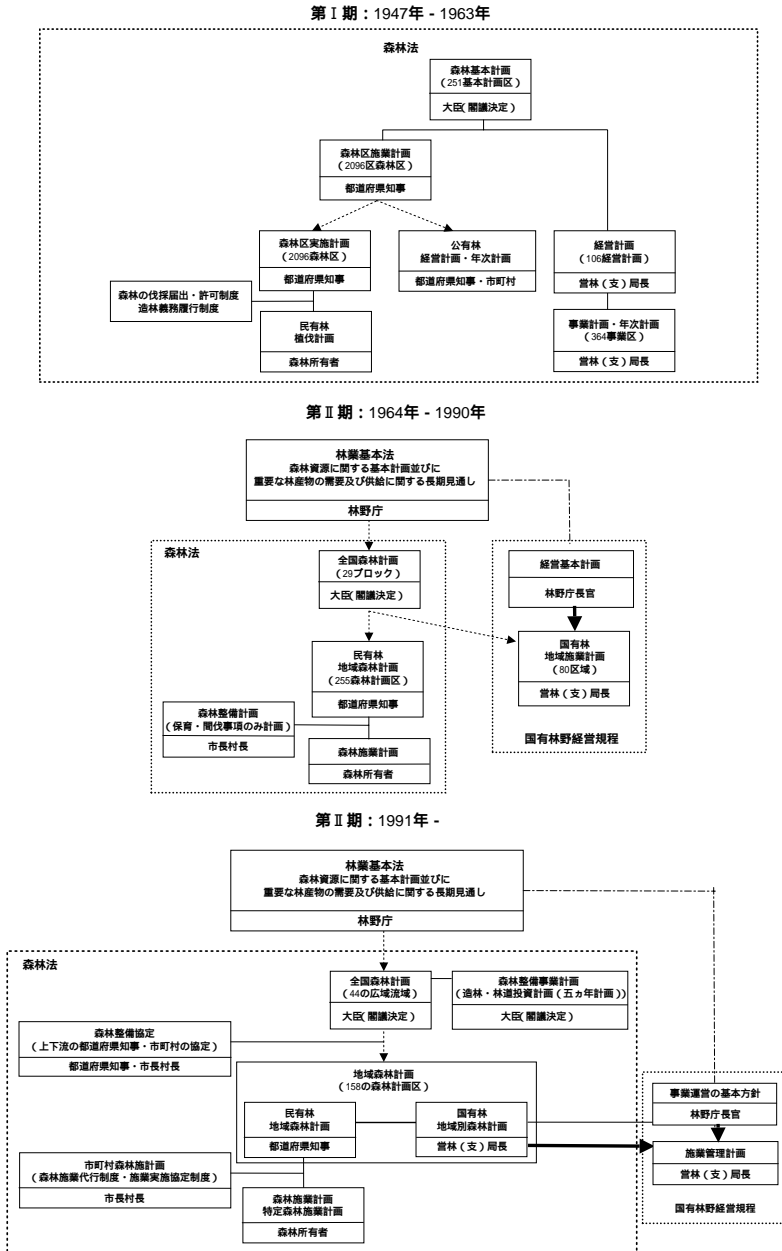 第Ⅰ期：1947年 - 1963年
森林法
森林基本計画
（251基本計画区）
大臣（閣議決定）
森林区施業計画
（2096区森林区）
都道府県知事
森林区実施計画
（2096森林区）
都道府県知事
公有林
経営計画・年次計画
都道府県知事・市町村
経営計画
（106経営計画）
営林（支）局長
森林の伐採届出・許可制度
造林義務履行制度
民有林
植伐計画
森林所有者
事業計画・年次計画
（364事業区）
営林（支）局長
第Ⅱ期：1964年 - 1990年
林業基本法
森林資源に関する基本計画並びに
重要な林産物の需要及び供給に関する長期見通し
林野庁
森林法
全国森林計画
（29ブロック）
大臣（閣議決定）
経営基本計画
林野庁長官
民有林
地域森林計画
（255森林計画区）
都道府県知事
国有林
地域施業計画
（80区域）
営林（支）局長
森林整備計画
（保育・間伐事項のみ計画）
市長村長
森林施業計画
森林所有者
国有林野経営規程
第Ⅱ期：1991年 -
林業基本法
森林資源に関する基本計画並びに
重要な林産物の需要及び供給に関する長期見通し
林野庁
森林法
全国森林計画
（44の広域流域）
大臣（閣議決定）
森林整備事業計画
（造林・林道投資計画（五ヵ年計画））
大臣（閣議決定）
森林整備協定
（上下流の都道府県知事・市町村の協定）
都道府県知事・市長村長
地域森林計画
（158の森林計画区）
民有林
地域森林計画
都道府県知事
国有林
地域別森林計画
営林（支）局長
事業運営の基本方針
林野庁長官
施業管理計画
営林（支）局長
国有林野経営規程
市町村森林施計画
（森林施業代行制度・施業実施協定制度）
市長村長
森林施業計画
特定森林施業計画
森林所有者